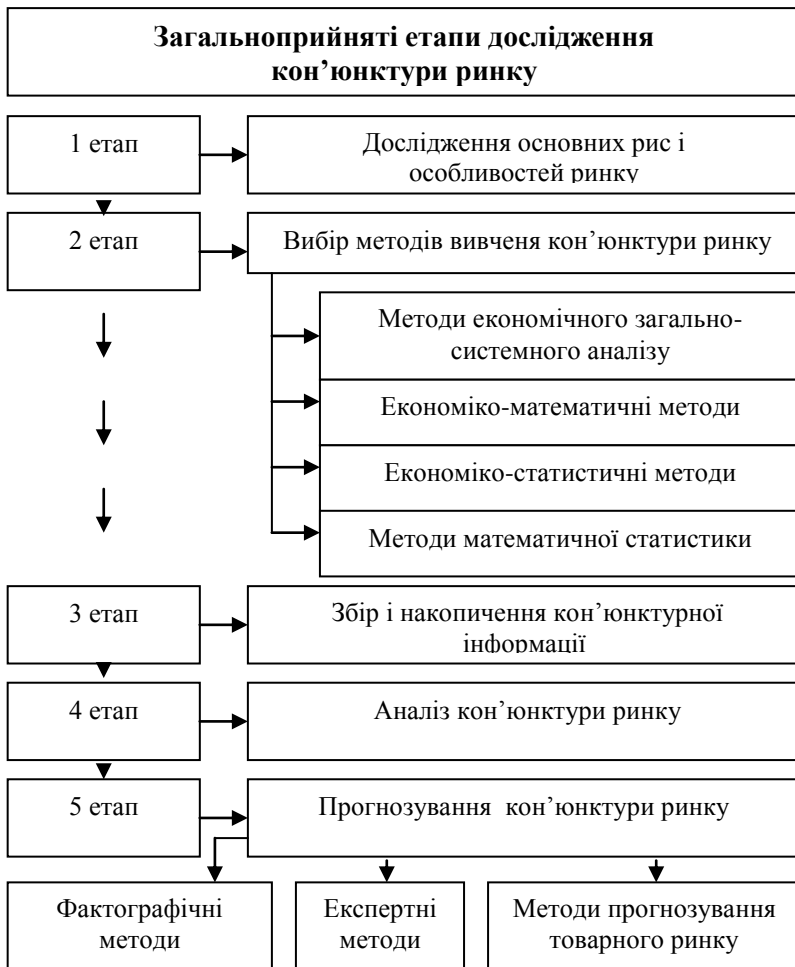 Загальноприйняті етапи дослідження
кон’юнктури ринку
1 етап
Дослідження основних рис і
особливостей ринку
2 етап
Вибір методів вивченя кон’юнктури ринку
Методи економічного загально-
системного аналізу
Економіко-математичні методи
Економіко-статистичні методи
Методи математичної статистики
3 етап
Збір і накопичення кон’юнктурної
інформації
4 етап
Аналіз кон’юнктури ринку
5 етап
Прогнозування кон’юнктури ринку
Фактографічні
методи
Експертні
методи
Методи прогнозування
товарного ринку